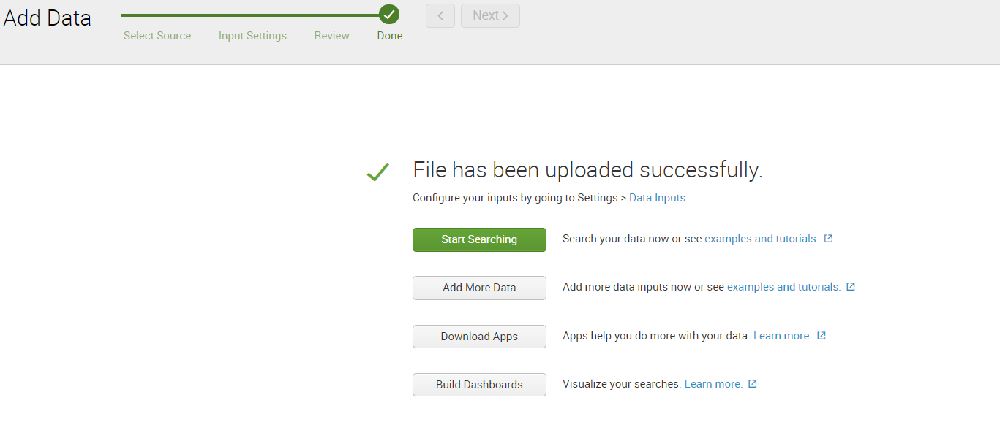 Add Data
Select Source Input Settings Review Done
Next
File has been uploaded successfully.
Configure your inputs by going to Settings > Data Inputs
Start Searching Search your data now or see examples and tutorials.
Add More Data Add more data inputs now or see examples and tutorials.
Download Apps Apps help you do more with your data. Learn more.
Build Dashboards Visualize your searches. Learn more.